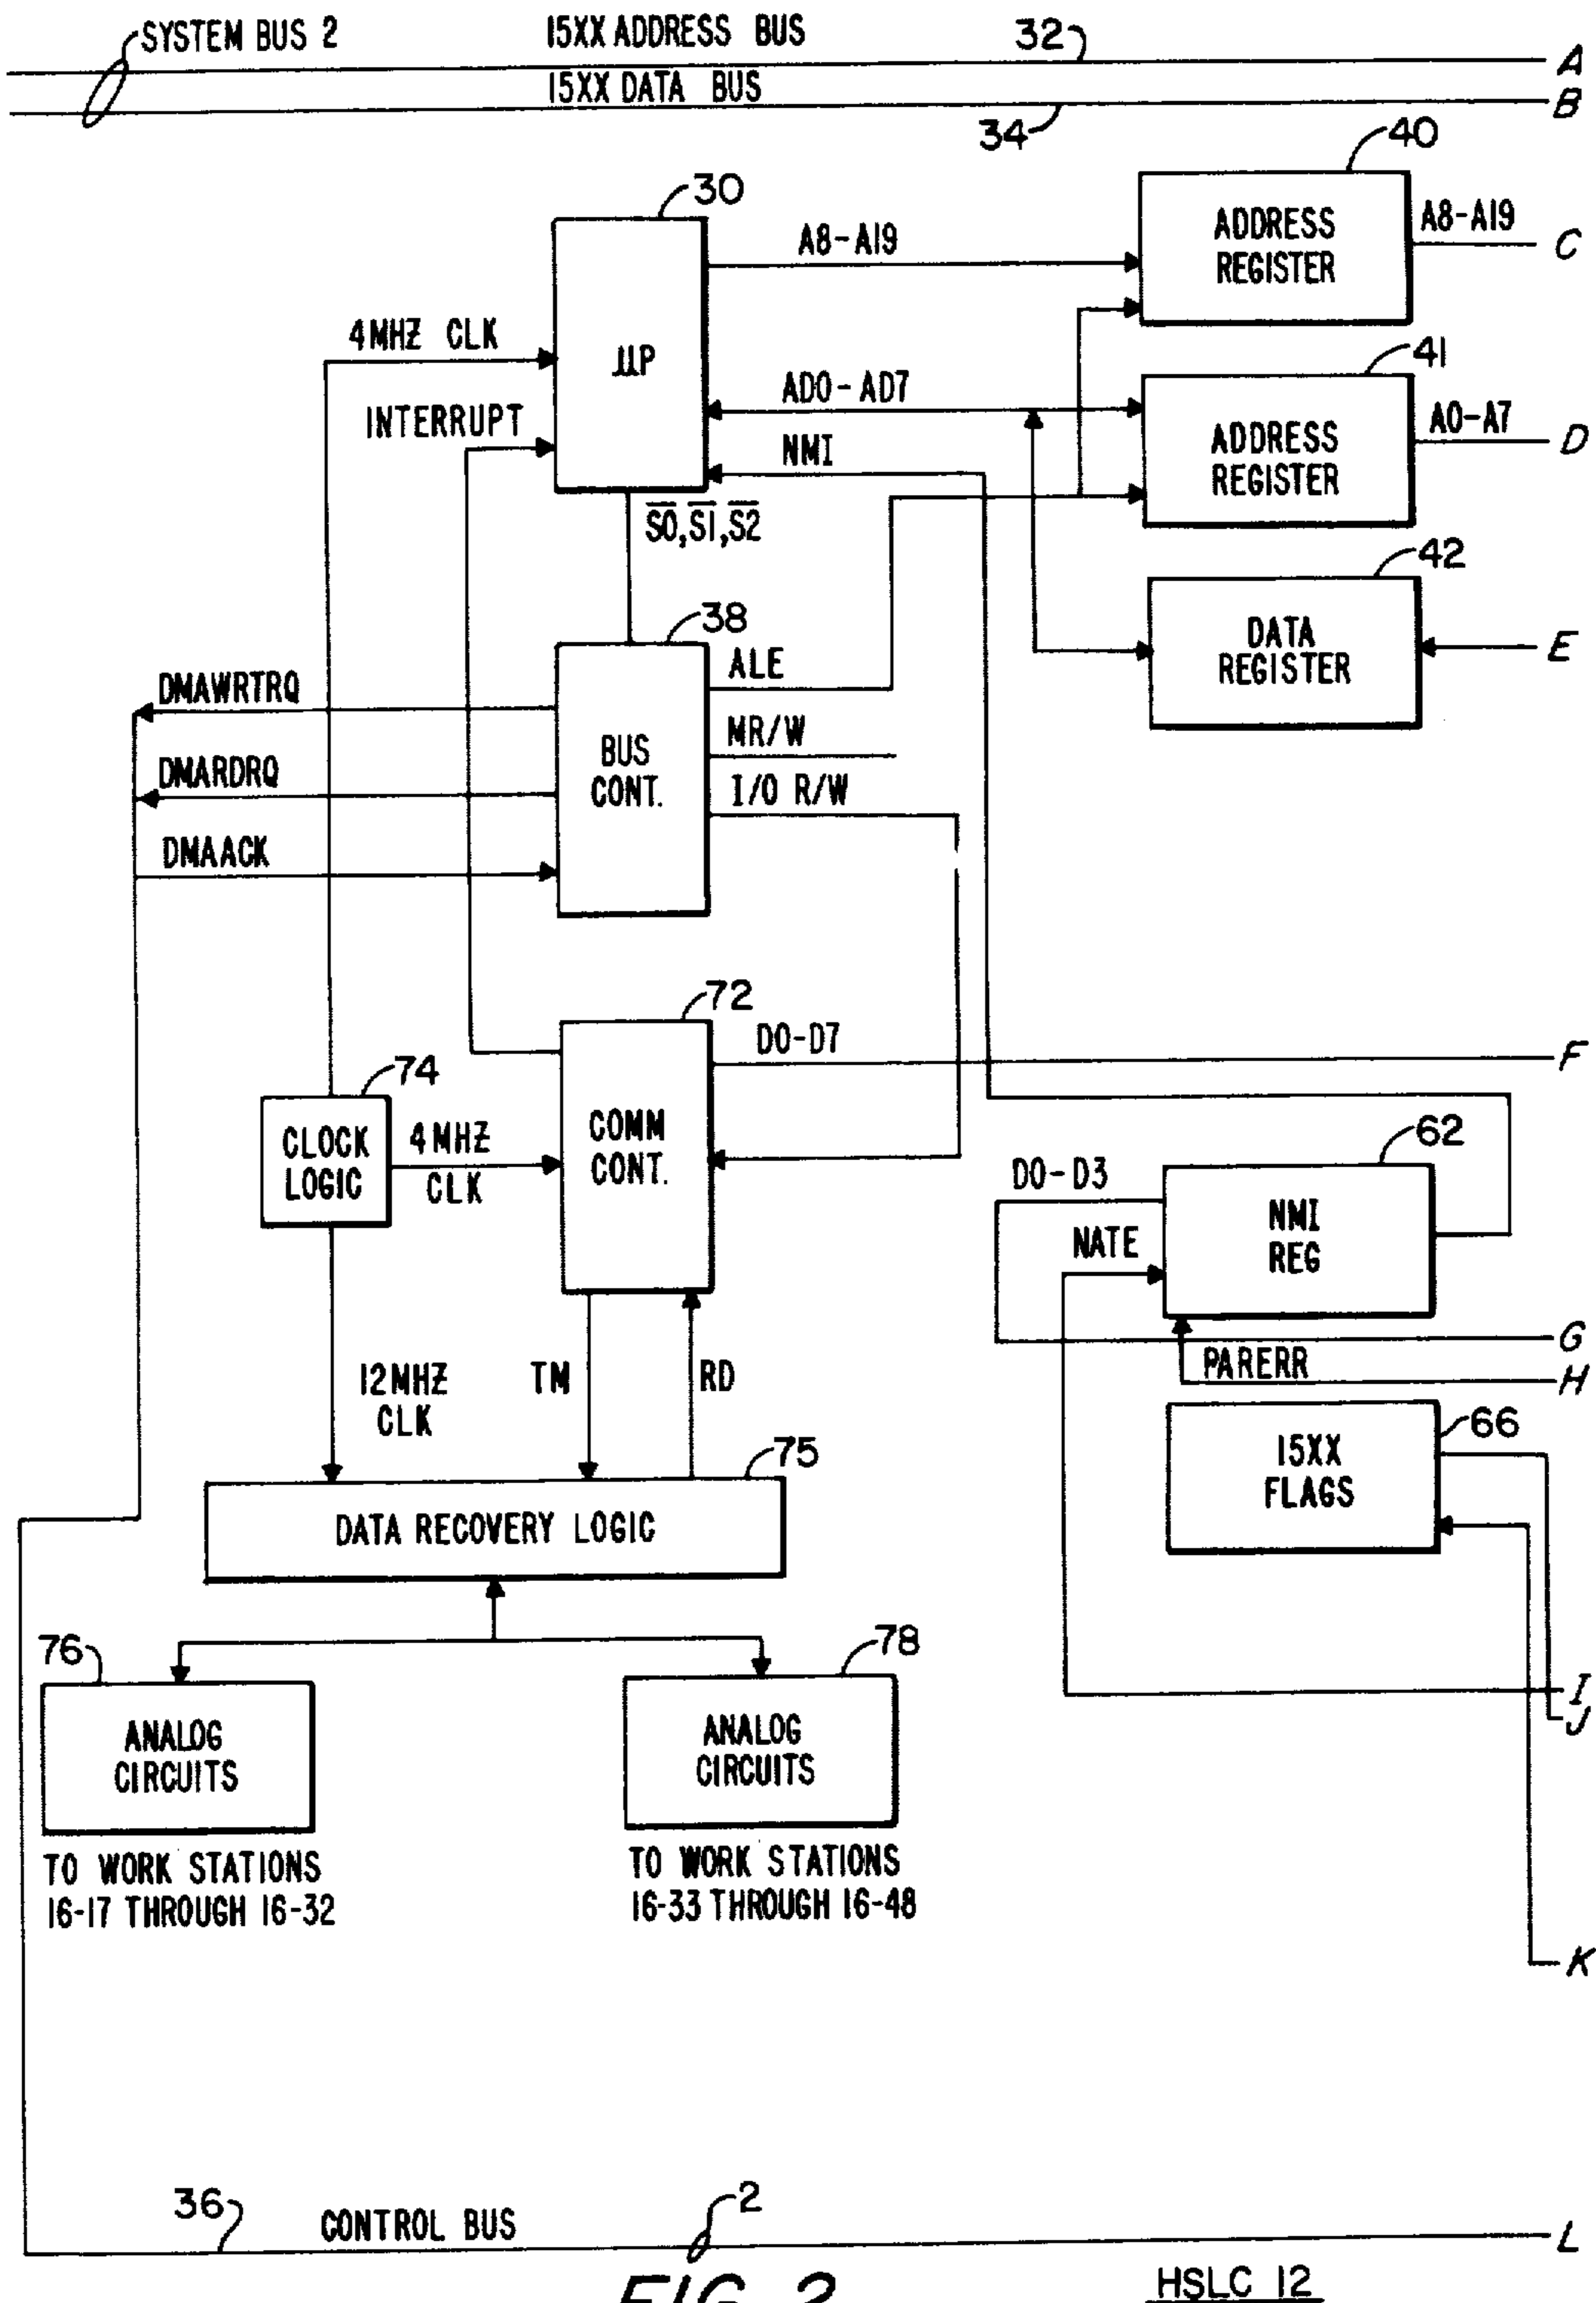 SYSTEM BUS 2
15XX ADDRESS BUS
32
A
15XX DATA BUS
34
B
30
40
A8-A19
ADDRESS
REGISTER
A8-A19
C
4MHZ CLK
µP
41
INTERRUPT
AD0-AD7
ADDRESS
REGISTER
A0-A7
D
NMI
S0,S1,S2
42
38
DATA
REGISTER
E
ALE
DMAWRTRQ
MR/W
BUS
CONT.
DMARDRQ
I/O R/W
DMAACK
72
D0-D7
F
74
CLOCK
LOGIC
4MHZ
CLK
COMM
CONT.
62
D0-D3
NMI
REG
NATE
G
12MHZ
CLK
TM
RD
PARERR
H
66
15XX
FLAGS
75
DATA RECOVERY LOGIC
76
78
I
J
ANALOG
CIRCUITS
ANALOG
CIRCUITS
TO WORK STATIONS
16-17 THROUGH 16-32
TO WORK STATIONS
16-33 THROUGH 16-48
K
36
CONTROL BUS
2
L
FIG. 2
HSLC 12